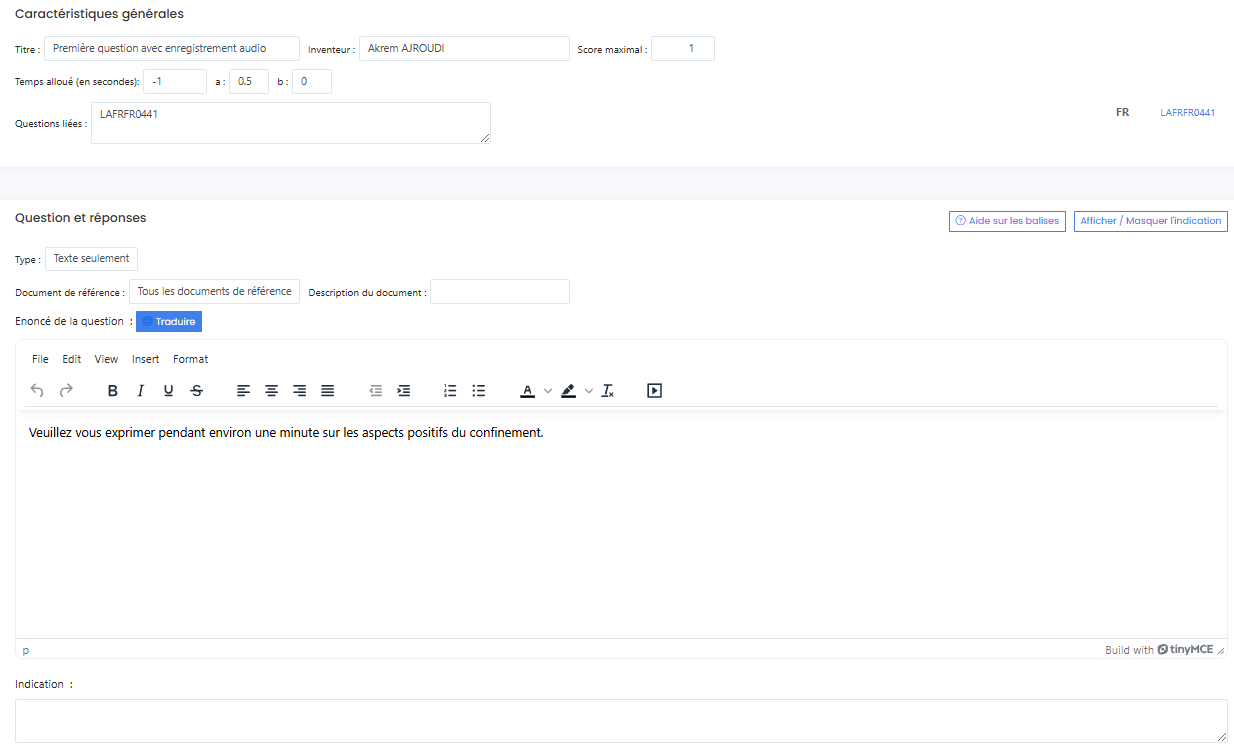 Caractéristiques générales
Titre : Première question avec enregistrement audio Inventeur : Akrem AJROUDI Score maximal : 1
Temps alloué (en secondes): -1 a : 0.5 b : 0
Questions liées : LAFRFR0441 FR LAFRFR0441
Question et réponses Aide sur les balises Afficher / Masquer l'indication
Type : Texte seulement
Document de référence : Tous les documents de référence Description du document :
Enoncé de la question : Traduire
File Edit View Insert Format
Veuillez vous exprimer pendant environ une minute sur les aspects positifs du confinement.
p Build with tinyMCE
Indication :